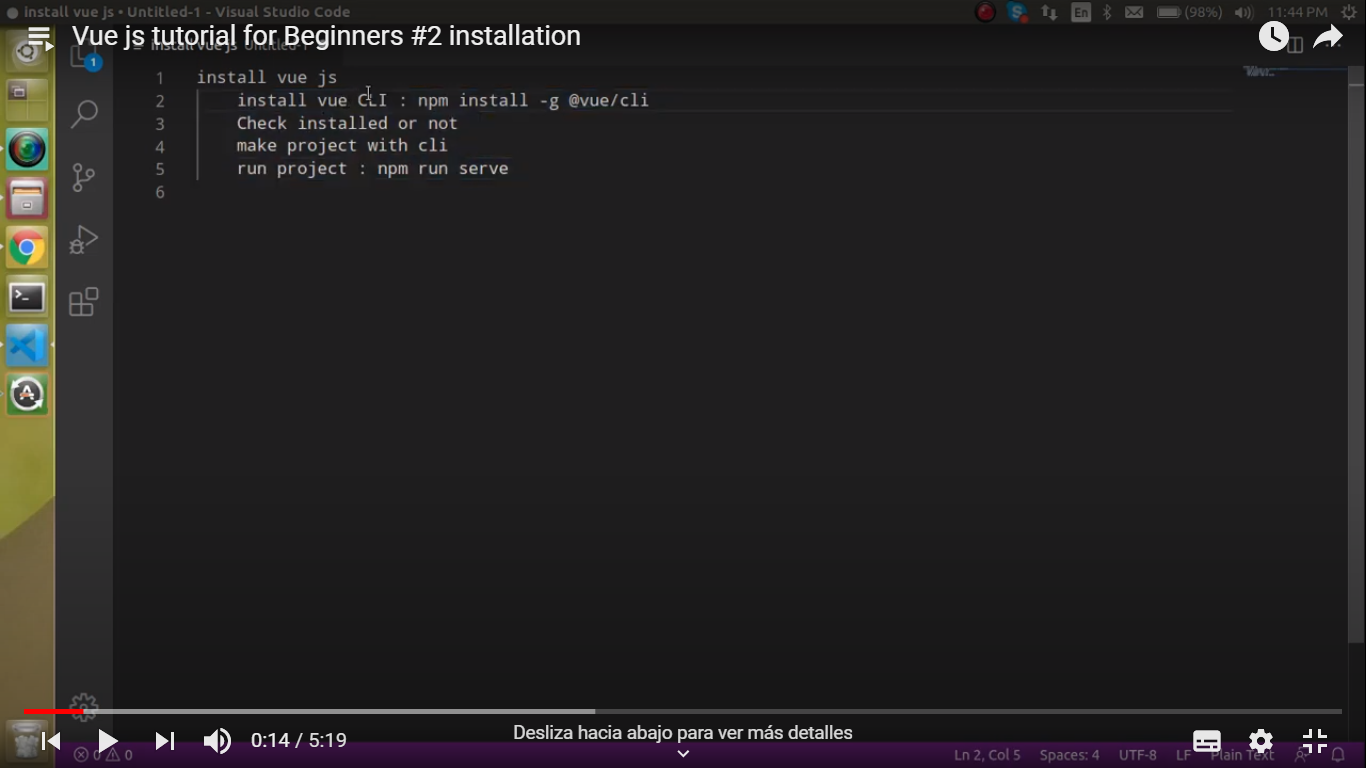 install vue js • Untitled-1 - Visual Studio Code
En
(98%)
11:44 PM
Vue js tutorial for Beginners #2 installation
install vue js Untitled-1
1
1 install vue js
2 install vue CLI : npm install -g @vue/cli
3 Check installed or not
4 make project with cli
5 run project : npm run serve
6
Desliza hacia abajo para ver más detalles
0:14 / 5:19
0 0
Ln 2, Col 5 Spaces: 4 UTF-8 LF Plain Text